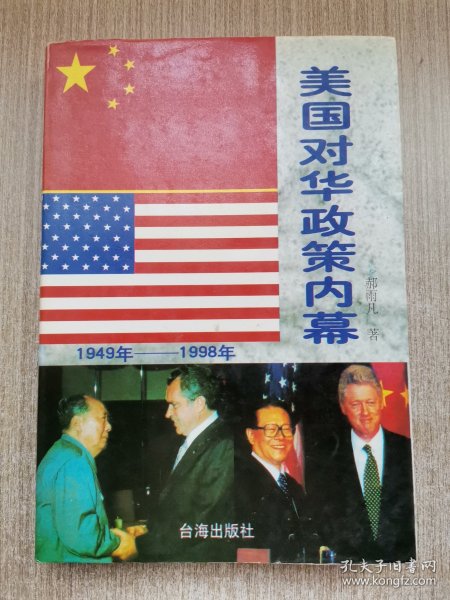 美国对华政策内幕
郝雨凡 著
1949年——1998年
台海出版社
孔夫子旧书网
www.kongfz.com